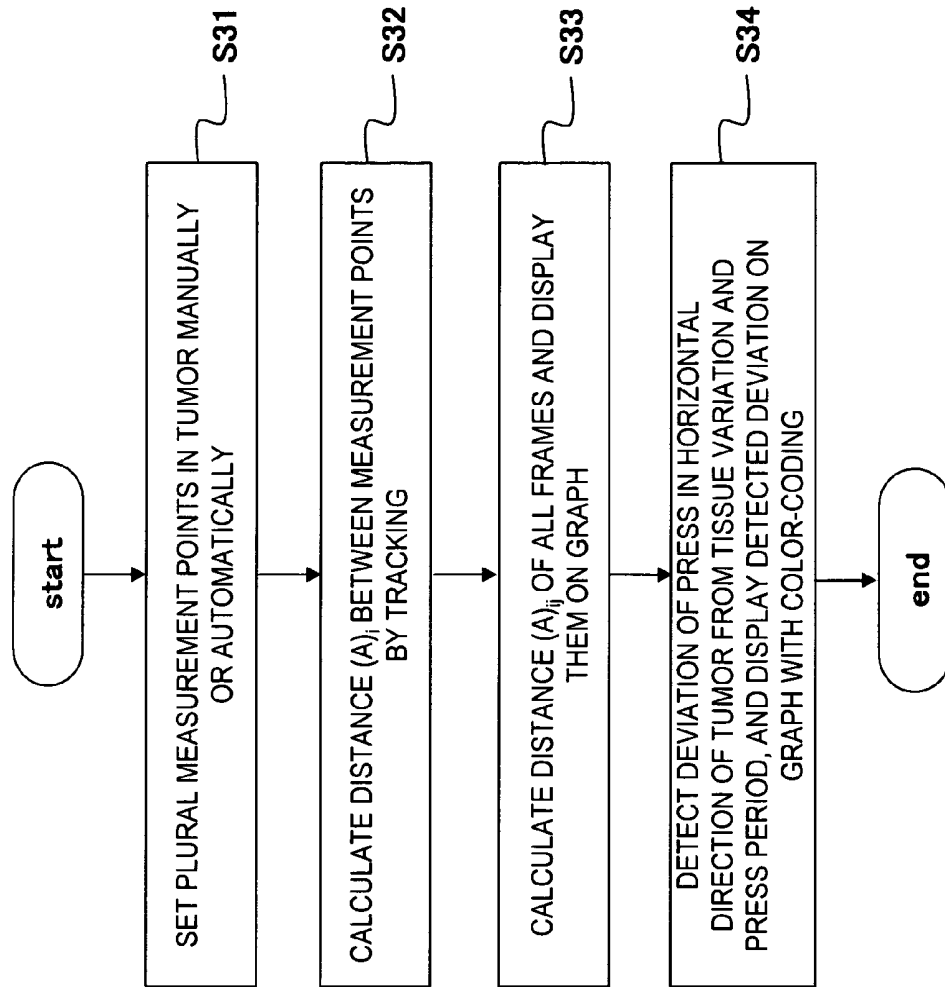 start
SET PLURAL MEASUREMENT POINTS IN TUMOR MANUALLY
OR AUTOMATICALLY
S31
CALCULATE DISTANCE (A)i BETWEEN MEASUREMENT POINTS
BY TRACKING
S32
CALCULATE DISTANCE (A)ij OF ALL FRAMES AND DISPLAY
THEM ON GRAPH
S33
DETECT DEVIATION OF PRESS IN HORIZONTAL
DIRECTION OF TUMOR FROM TISSUE VARIATION AND
PRESS PERIOD, AND DISPLAY DETECTED DEVIATION ON
GRAPH WITH COLOR-CODING
S34
end